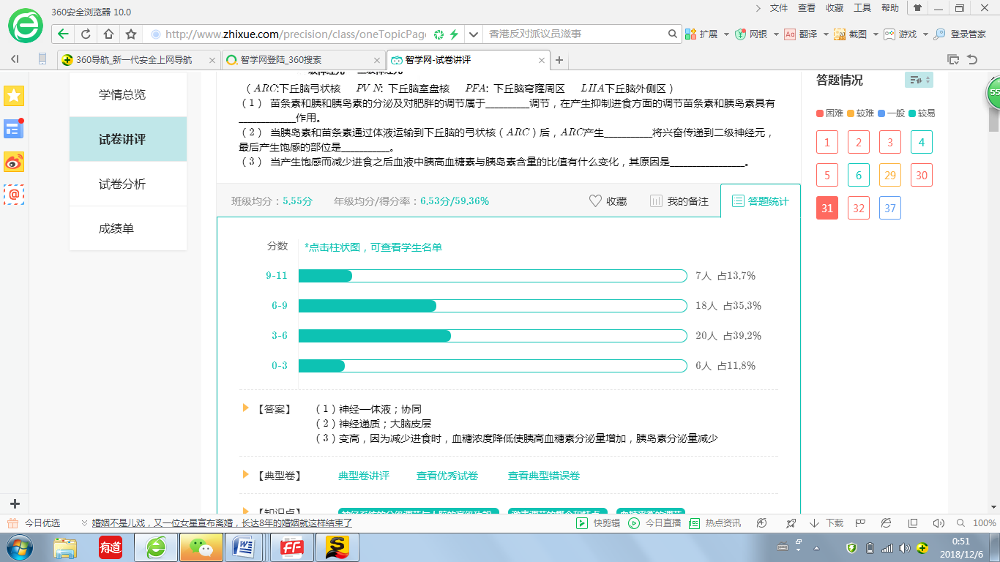 360安全浏览器 10.0
文件 查看 收藏 工具 帮助
http://www.zhixue.com/precision/class/oneTopicPage
香港反对派议员滋事
扩展 网银 翻译 截图 游戏 登录管家
360导航_新一代安全上网导航
智学网登陆_360搜索
智学网-试卷讲评
学情总览
试卷讲评
试卷分析
成绩单
（ARC:下丘脑弓状核 PVN: 下丘脑室盘核 PFA: 下丘脑穹窿周区 LHA下丘脑外侧区）
（1） 苗条素和胰和胰岛素的分泌及对肥胖的调节属于_________调节，在产生抑制进食方面的调节苗条素和胰岛素具有
____________作用。
（2） 当胰岛素和苗条素通过体液运输到下丘脑的弓状核（ARC）后，ARC产生__________将兴奋传递到二级神经元，
最后产生饱感的部位是__________。
（3） 当产生饱感而减少进食之后血液中胰高血糖素与胰岛素含量的比值有什么变化，其原因是_______________。
班级均分：5.55分 年级均分/得分率：6.53分/59.36% 收藏 我的备注 答题统计
分数 *点击柱状图，可查看学生名单
9-11 7人 占13.7%
6-9 18人 占35.3%
3-6 20人 占39.2%
0-3 6人 占11.8%
【答案】 （1）神经—体液；协同
（2）神经递质；大脑皮层
（3）变高，因为减少进食时，血糖浓度降低使胰高血糖素分泌量增加，胰岛素分泌量减少
【典型卷】 典型卷讲评 查看优秀试卷 查看典型错误卷
【知识点】
答题情况
困难 较难 一般 较易
1 2 3 4
5 6 29 30
31 32 37
55
今日优选 婚姻不是儿戏，又一位女星宣布离婚，长达8年的婚姻就这样结束了
快剪辑 今日直播 热点资讯 下载 100%
有道
0:51
2018/12/6